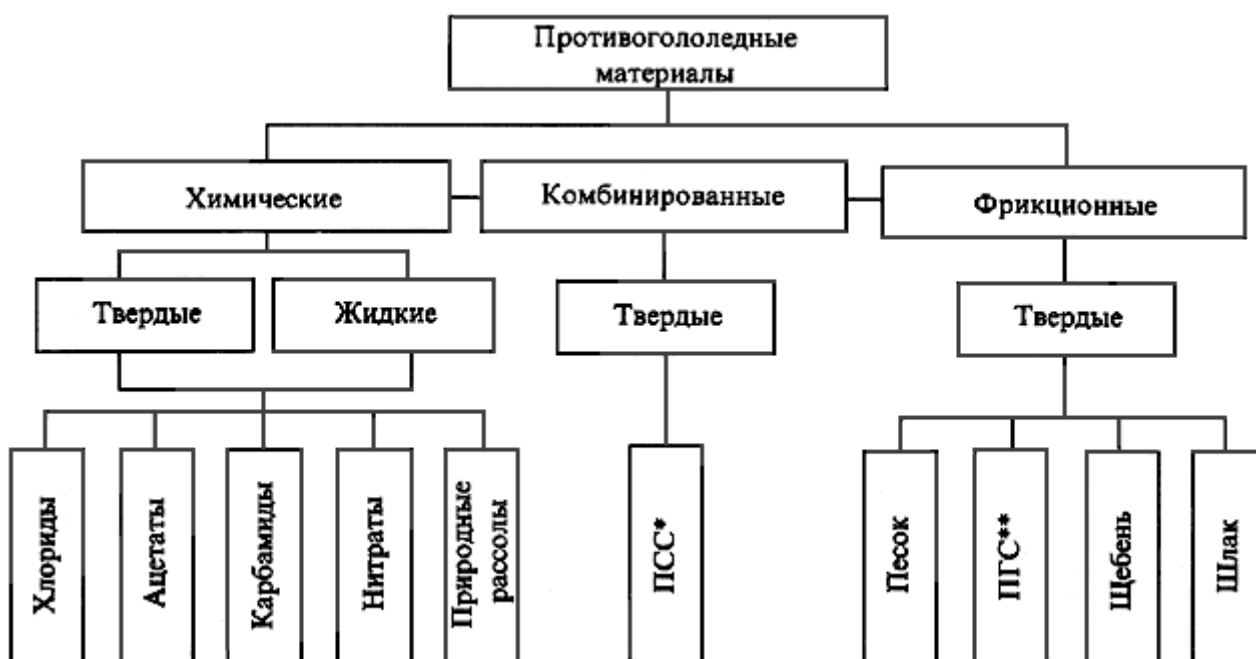 Противогололедные
материалы
Химические
Комбинированные
Фрикционные
Твердые
Жидкие
Твердые
Твердые
Хлориды
Ацетаты
Карбамиды
Нитраты
Природные
рассолы
ПСС*
Песок
ПГС**
Щебень
Шлак